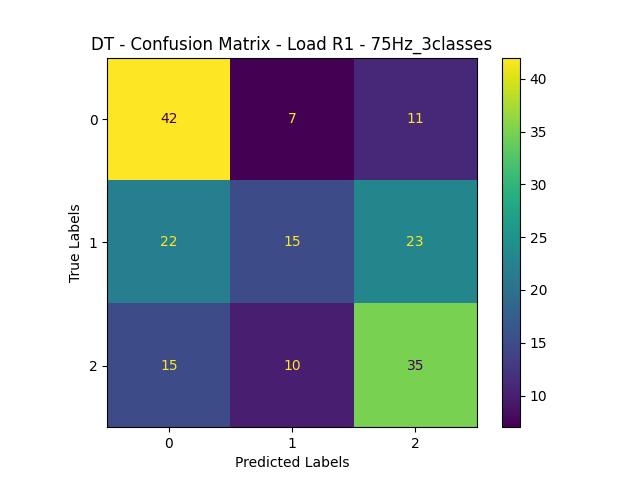 DT - Confusion Matrix - Load R1 - 75Hz_3classes
0 42 7 11
1 22 15 23
2 15 10 35
0 1 2
True Labels
Predicted Labels
40
35
30
25
20
15
10